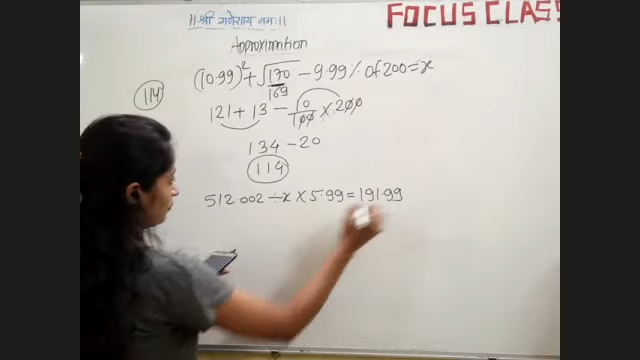 ||श्री गणेशाय नमः||
FOCUS CLASS
Approximation
(10.99)² + √170 - 9.99% of 200 = x
169
114
121 + 13 - 10/100 × 200
134 - 20
114
512.002 ÷ x × 5.99 = 191.99